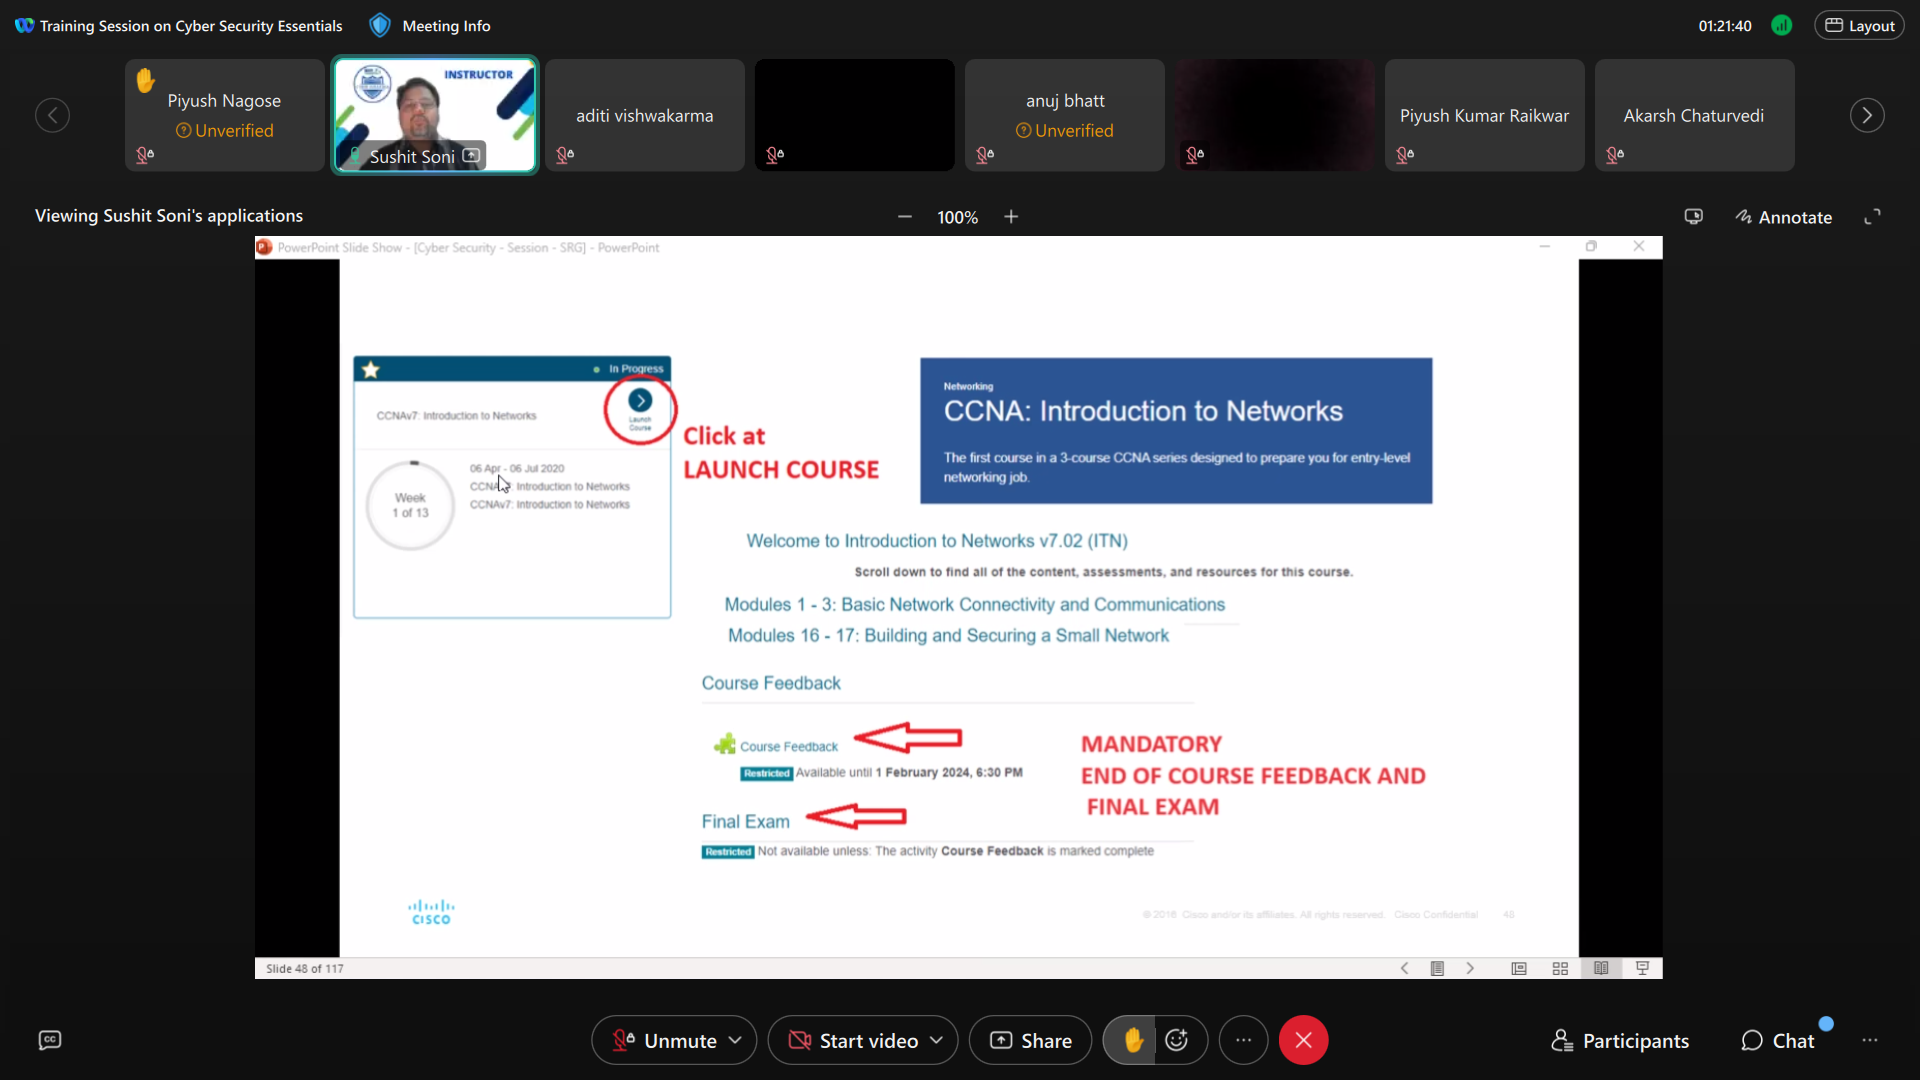 Training Session on Cyber Security Essentials
Meeting Info
01:21:40
Layout
Piyush Nagose
Unverified
INSTRUCTOR
Sushit Soni
aditi vishwakarma
anuj bhatt
Unverified
Piyush Kumar Raikwar
Akarsh Chaturvedi
Viewing Sushit Soni's applications
100%
Annotate
PowerPoint Slide Show - [Cyber Security - Session - SRG] - PowerPoint
In Progress
CCNAv7: Introduction to Networks
Launch
Course
06 Apr - 06 Jul 2020
CCNA Introduction to Networks
CCNAv7: Introduction to Networks
Week
1 of 13
Click at
LAUNCH COURSE
Networking
CCNA: Introduction to Networks
The first course in a 3-course CCNA series designed to prepare you for entry-level
networking job.
Welcome to Introduction to Networks v7.02 (ITN)
Scroll down to find all of the content, assessments, and resources for this course.
Modules 1 - 3: Basic Network Connectivity and Communications
Modules 16 - 17: Building and Securing a Small Network
Course Feedback
Course Feedback
Restricted Available until 1 February 2024, 6:30 PM
MANDATORY
END OF COURSE FEEDBACK AND
FINAL EXAM
Final Exam
Restricted Not available unless: The activity Course Feedback is marked complete
CISCO
© 2016 Cisco and/or its affiliates. All rights reserved. Cisco Confidential 48
Slide 48 of 117
CC
Unmute
Start video
Share
Participants
Chat